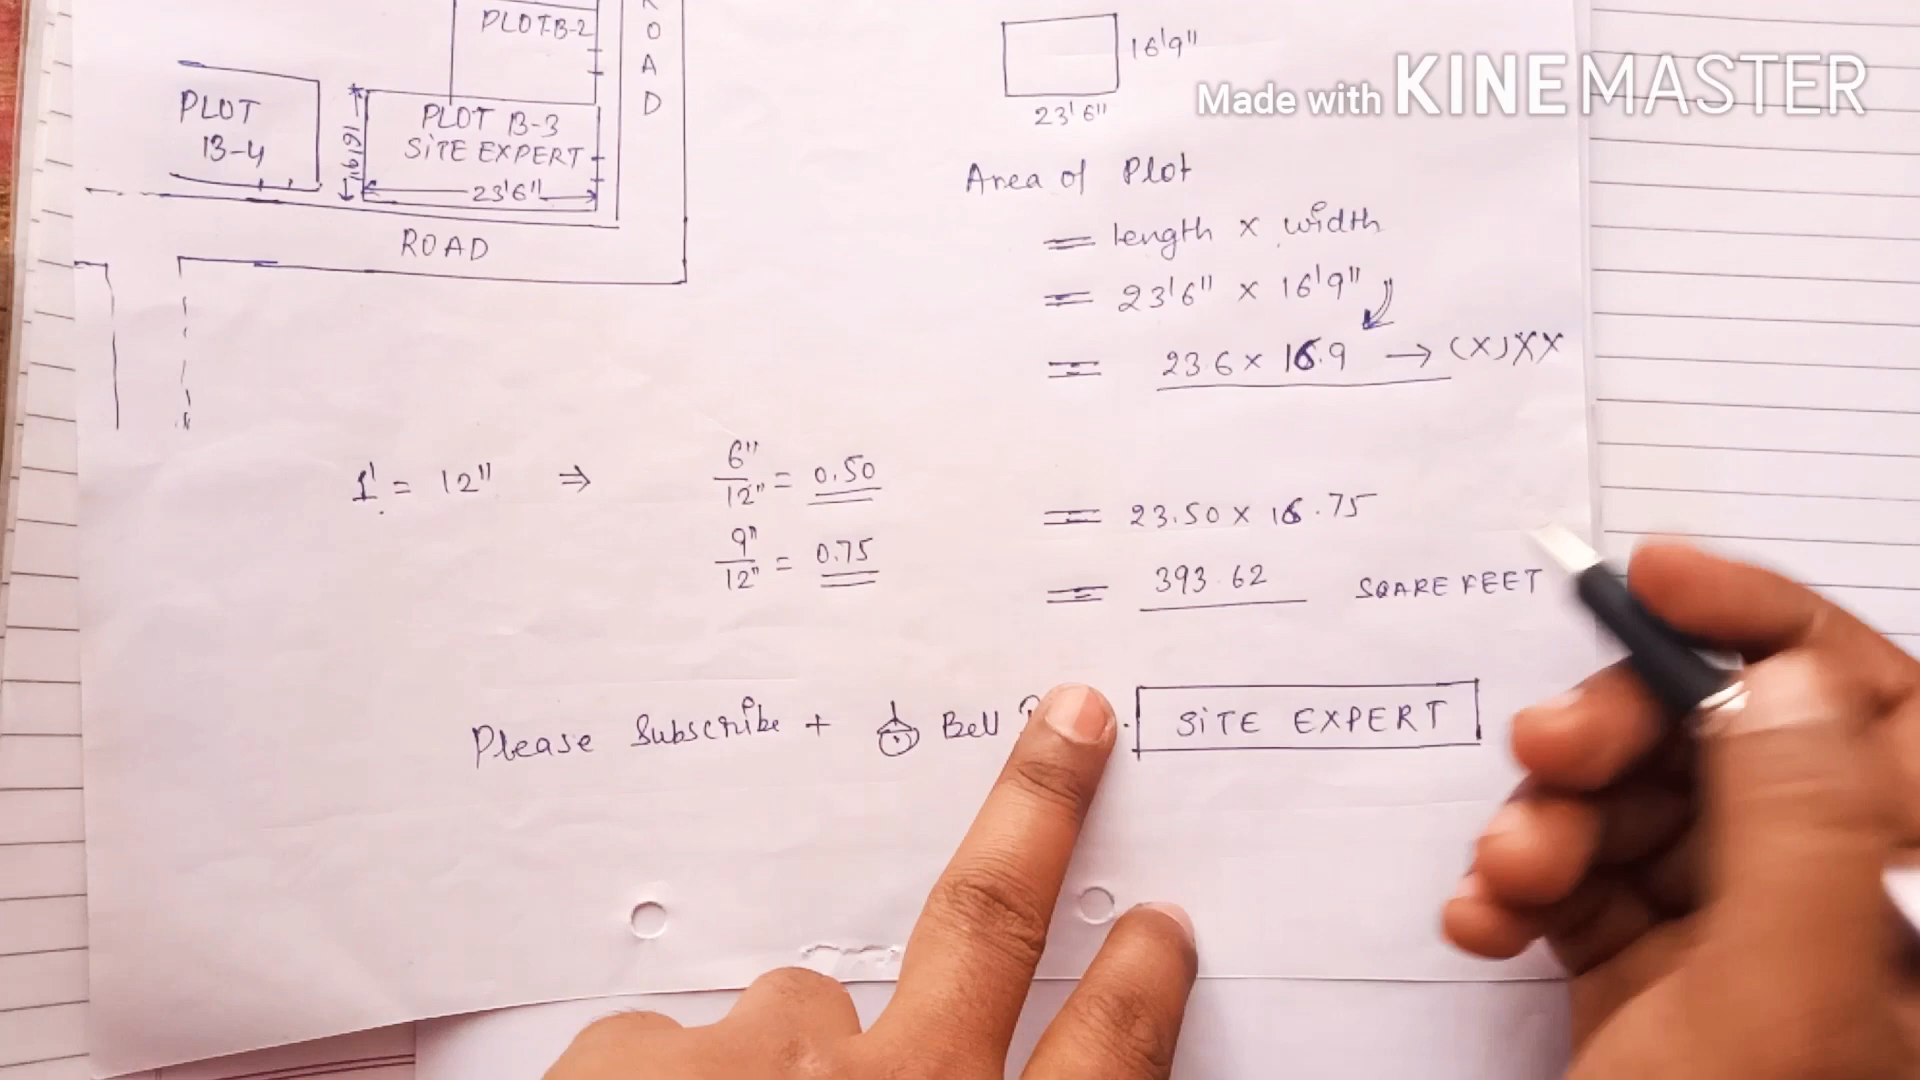 PLOT-B-2
ROAD
PLOT
B-4
16'9"
PLOT B-3
SITE EXPERT
23'6"
ROAD
16'9"
23'6"
Made with KINEMASTER
Area of Plot
= length x width
= 23'6" x 16'9"
= 23.6 x 16.9 → (X)XX
1' = 12" ⇒
6"/12" = 0.50
9"/12" = 0.75
= 23.50 x 16.75
= 393.62 SQARE FEET
Please Subscribe + Bell
SITE EXPERT